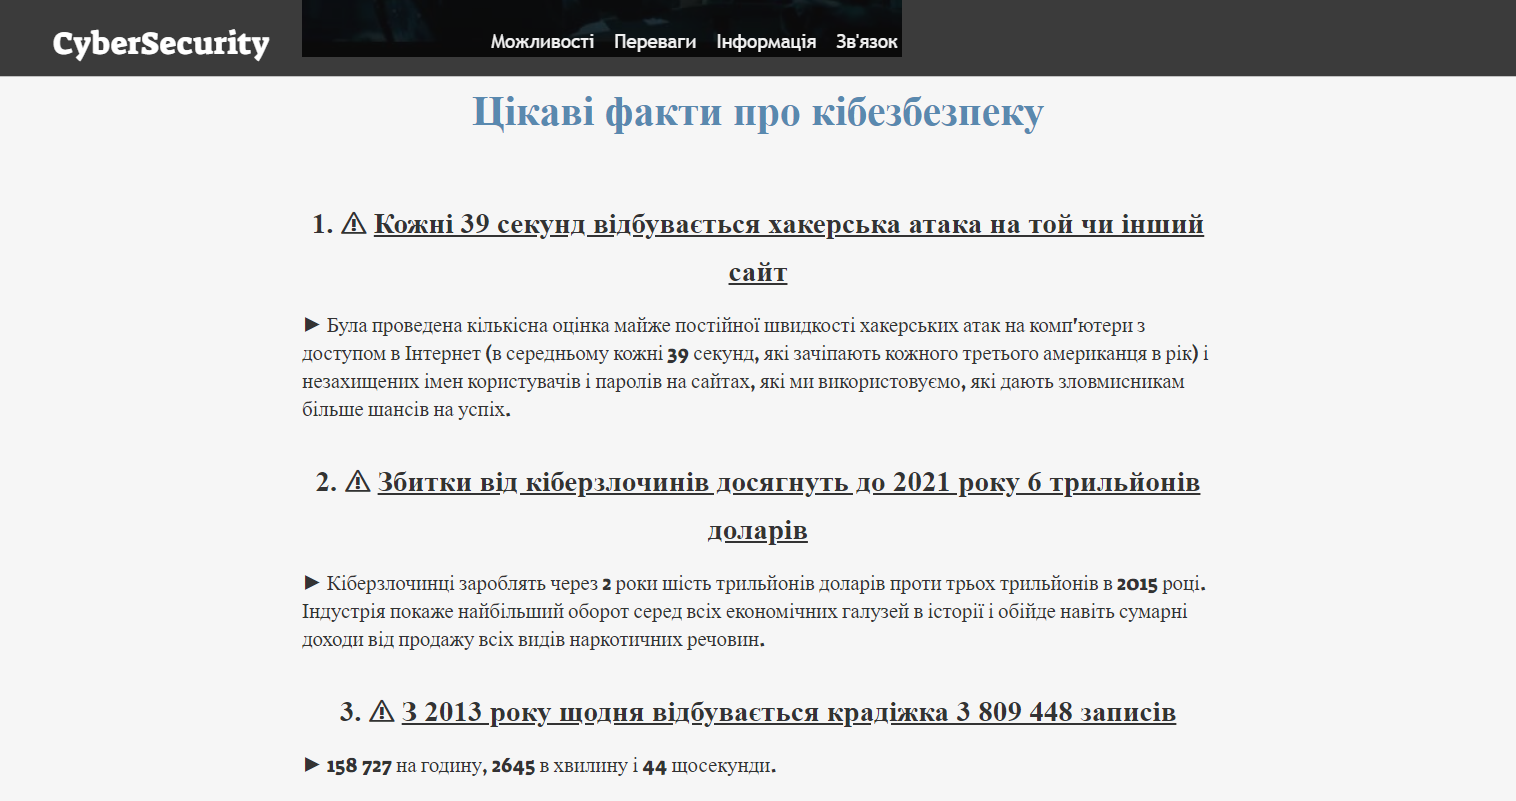 CyberSecurity
Можливості Переваги Інформація Зв'язок
Цікаві факти про кібезбезпеку
1. ⚠ Кожні 39 секунд відбувається хакерська атака на той чи інший
сайт
► Була проведена кількісна оцінка майже постійної швидкості хакерських атак на комп'ютери з
доступом в Інтернет (в середньому кожні 39 секунд, які зачіпають кожного третього американця в рік) і
незахищених імен користувачів і паролів на сайтах, які ми використовуємо, які дають зловмисникам
більше шансів на успіх.
2. ⚠ Збитки від кіберзлочинів досягнуть до 2021 року 6 трильйонів
доларів
► Кіберзлочинці зароблять через 2 роки шість трильйонів доларів проти трьох трильйонів в 2015 році.
Індустрія покаже найбільший оборот серед всіх економічних галузей в історії і обійде навіть сумарні
доходи від продажу всіх видів наркотичних речовин.
3. ⚠ З 2013 року щодня відбувається крадіжка 3 809 448 записів
► 158 727 на годину, 2645 в хвилину і 44 щосекунди.